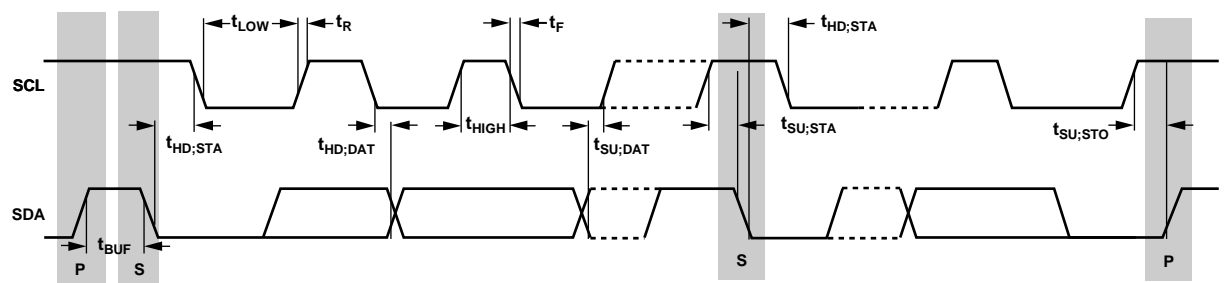 tLOW tR tF tHD;STA
SCL
tHD;STA tHD;DAT tHIGH tSU;DAT tSU;STA tSU;STO
SDA
tBUF
P S S P